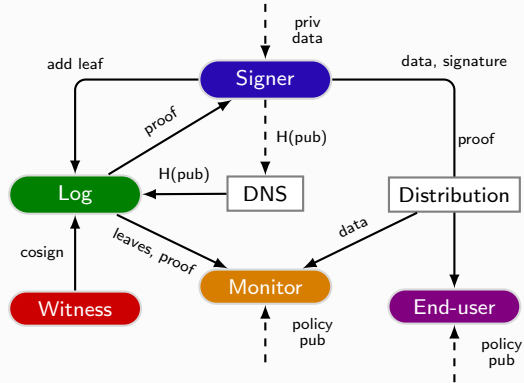 priv
data
add leaf
data, signature
Signer
proof
H(pub)
proof
H(pub)
Log
DNS
Distribution
data
leaves, proof
cosign
Monitor
Witness
End-user
policy
pub
policy
pub